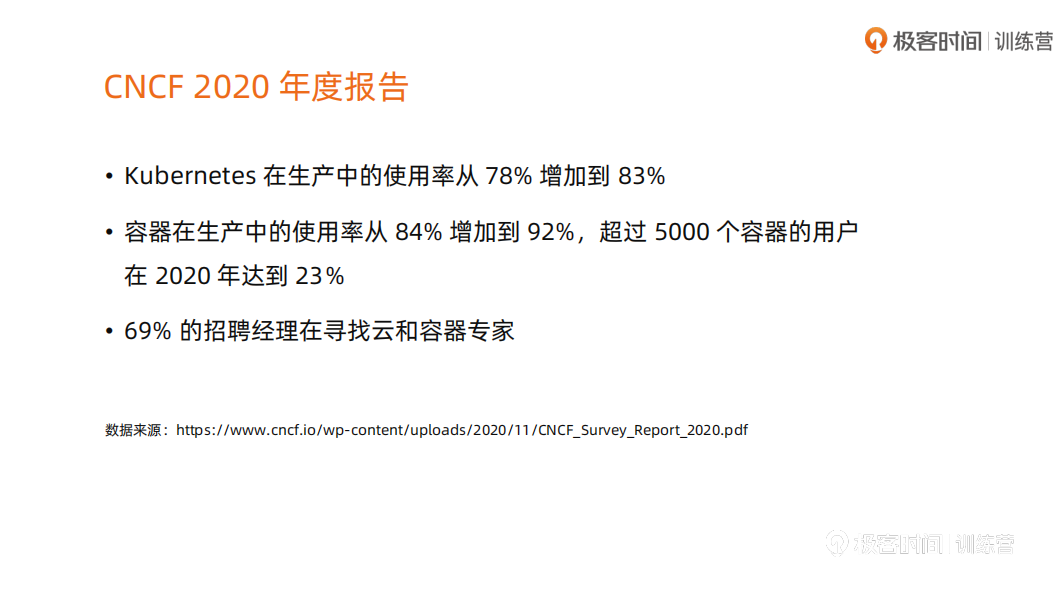 极客时间 | 训练营
CNCF 2020 年度报告
• Kubernetes 在生产中的使用率从 78% 增加到 83%
• 容器在生产中的使用率从 84% 增加到 92%，超过 5000 个容器的用户
在 2020 年达到 23%
• 69% 的招聘经理在寻找云和容器专家
数据来源：https://www.cncf.io/wp-content/uploads/2020/11/CNCF_Survey_Report_2020.pdf
极客时间 | 训练营